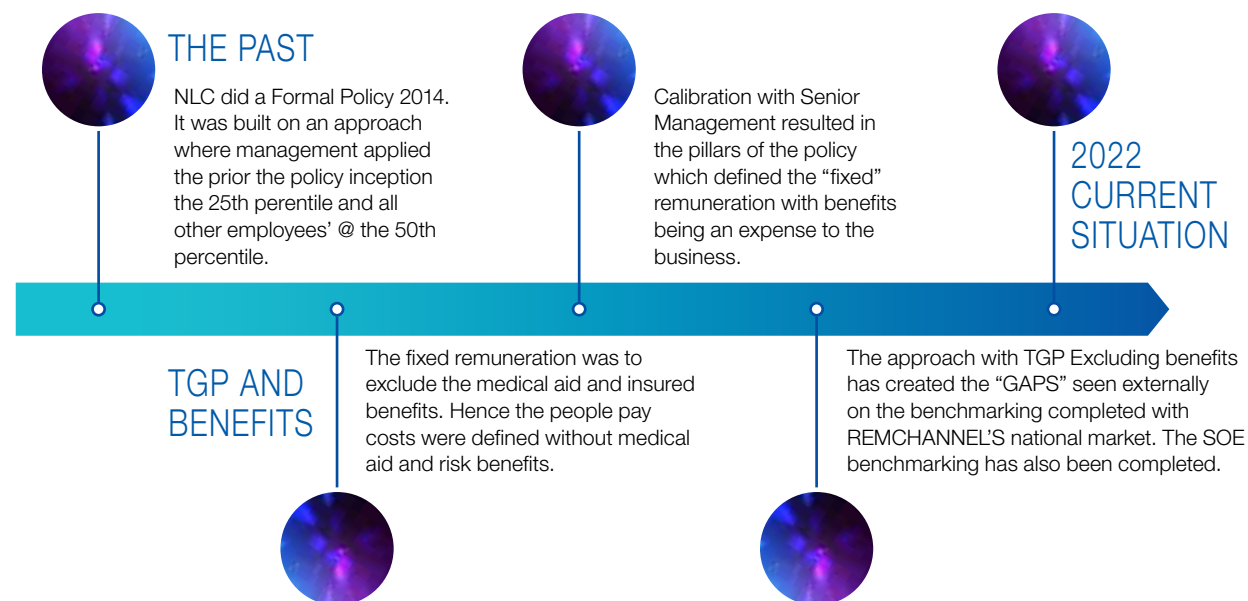 THE PAST
NLC did a Formal Policy 2014.
It was built on an approach
where management applied
the prior the policy inception
the 25th perentile and all
other employees’ @ the 50th
percentile.
TGP AND
BENEFITS
The fixed remuneration was to
exclude the medical aid and insured
benefits. Hence the people pay
costs were defined without medical
aid and risk benefits.
Calibration with Senior
Management resulted in
the pillars of the policy
which defined the “fixed”
remuneration with benefits
being an expense to the
business.
The approach with TGP Excluding benefits
has created the “GAPS” seen externally
on the benchmarking completed with
REMCHANNEL’S national market. The SOE
benchmarking has also been completed.
2022
CURRENT
SITUATION